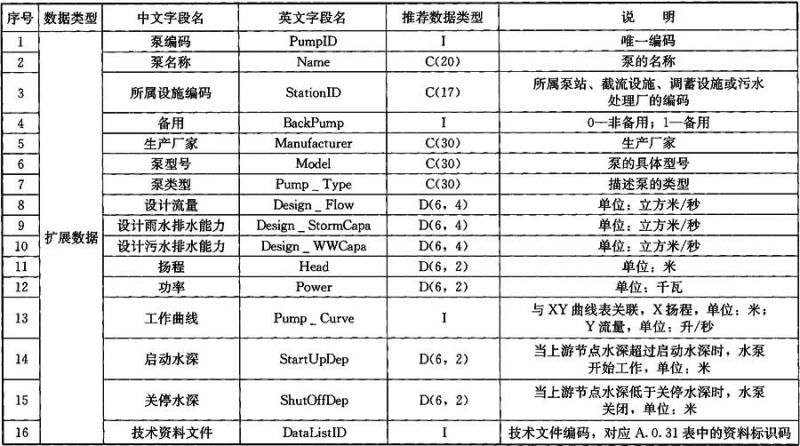 序号 数据类型 中文字段名 英文字段名 推荐数据类型 说 明
1 泵编码 PumpID I 唯一编码
2 泵名称 Name C(20) 泵的名称
3 所属设施编码 StationID C(17) 所属泵站、截流设施、调蓄设施或污水
处理厂的编码
4 备用 BackPump I 0—非备用；1—备用
5 生产厂家 Manufacturer C(30) 生产厂家
6 泵型号 Model C(30) 泵的具体型号
7 泵类型 Pump_Type C(30) 描述泵的类型
8 设计流量 Design_Flow D(6，4) 单位：立方米/秒
扩展数据
9 设计雨水排水能力 Design_StormCapa D(6，4) 单位：立方米/秒
10 设计污水排水能力 Design_WWCapa D(6，4) 单位：立方米/秒
11 扬程 Head D(6，2) 单位：米
12 功率 Power D(6，2) 单位：千瓦
13 工作曲线 Pump_Curve I 与XY曲线表关联，X扬程，单位：米；
Y流量，单位：升/秒
14 启动水深 StartUpDep D(6，2) 当上游节点水深超过启动水深时，水泵
开始工作，单位：米
15 关停水深 ShutOffDep D(6，2) 当上游节点水深低于关停水深时，水泵
关闭，单位：米
16 技术资料文件 DataListID I 技术文件编码，对应A.0.31表中的资料标识码